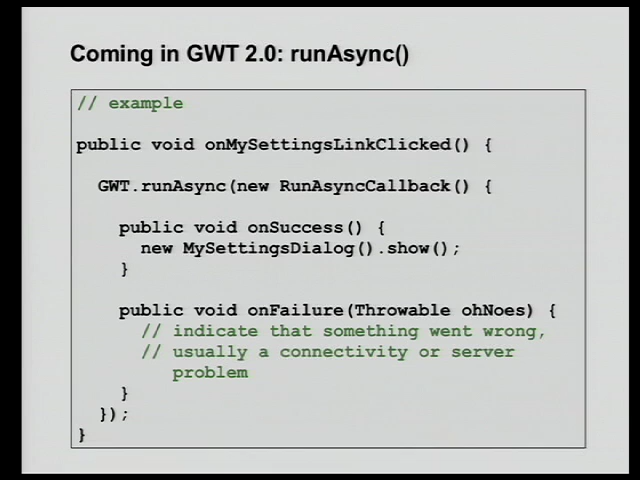 Coming in GWT 2.0: runAsync()
// example
public void onMySettingsLinkClicked() {
GWT.runAsync(new RunAsyncCallback() {
public void onSuccess() {
new MySettingsDialog().show();
}
public void onFailure(Throwable ohNoes) {
// indicate that something went wrong,
// usually a connectivity or server
problem
}
});
}